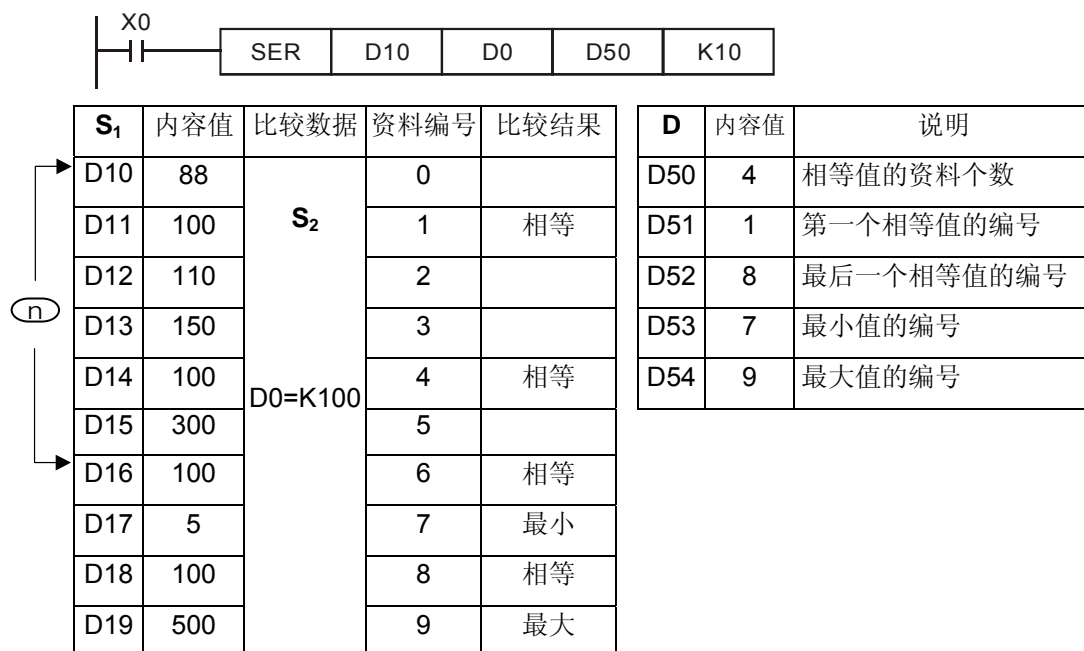 X0
SER D10 D0 D50 K10
S₁ 内容值 比较数据 资料编号 比较结果
D10 88 0
D11 100 S₂ 1 相等
D12 110 2
n
D13 150 3
D14 100 D0=K100 4 相等
D15 300 5
D16 100 6 相等
D17 5 7 最小
D18 100 8 相等
D19 500 9 最大
D 内容值 说明
D50 4 相等值的资料个数
D51 1 第一个相等值的编号
D52 8 最后一个相等值的编号
D53 7 最小值的编号
D54 9 最大值的编号